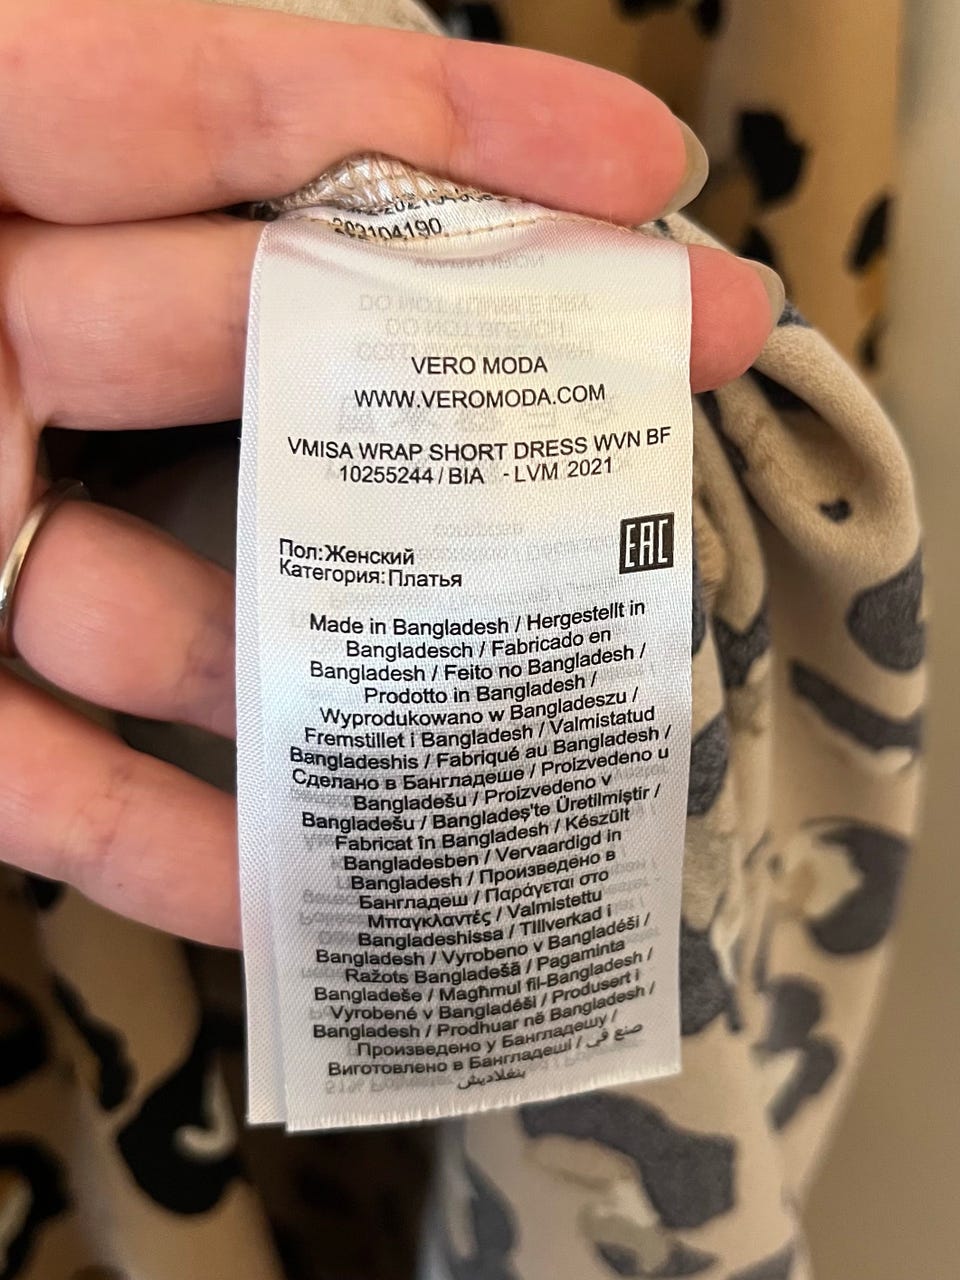 202104190
VERO MODA
WWW.VEROMODA.COM
VMISA WRAP SHORT DRESS WVN BF
10255244 / BIA - LVM 2021
EAC
Пол:Женский
Категория:Платья
Made in Bangladesh / Hergestellt in
Bangladesch / Fabricado en
Bangladesh / Feito no Bangladesh /
Prodotto in Bangladesh /
Wyprodukowano w Bangladeszu /
Fremstillet i Bangladesh / Valmistatud
Bangladeshis / Fabriqué au Bangladesh /
Сделано в Бангладеше / Proizvedeno u
Bangladešu / Proizvedeno v
Bangladešu / Bangladeş'te Üretilmiştir /
Fabricat în Bangladesh / Készült
Bangladesben / Vervaardigd in
Bangladesh / Произведено в
Бангладеш / Παράγεται στο
Μπαγκλαντές / Valmistettu
Bangladeshissa / TIllverkad i
Bangladesh / Vyrobeno v Bangladéši /
Ražots Bangladešā / Pagaminta
Bangladeše / Magħmul fil-Bangladesh /
Vyrobené v Bangladéši / Produsert i
Bangladesh / Prodhuar në Bangladesh /
Произведено у Бангладешу /
Виготовлено в Бангладеші / صنع في
بنغلاديش